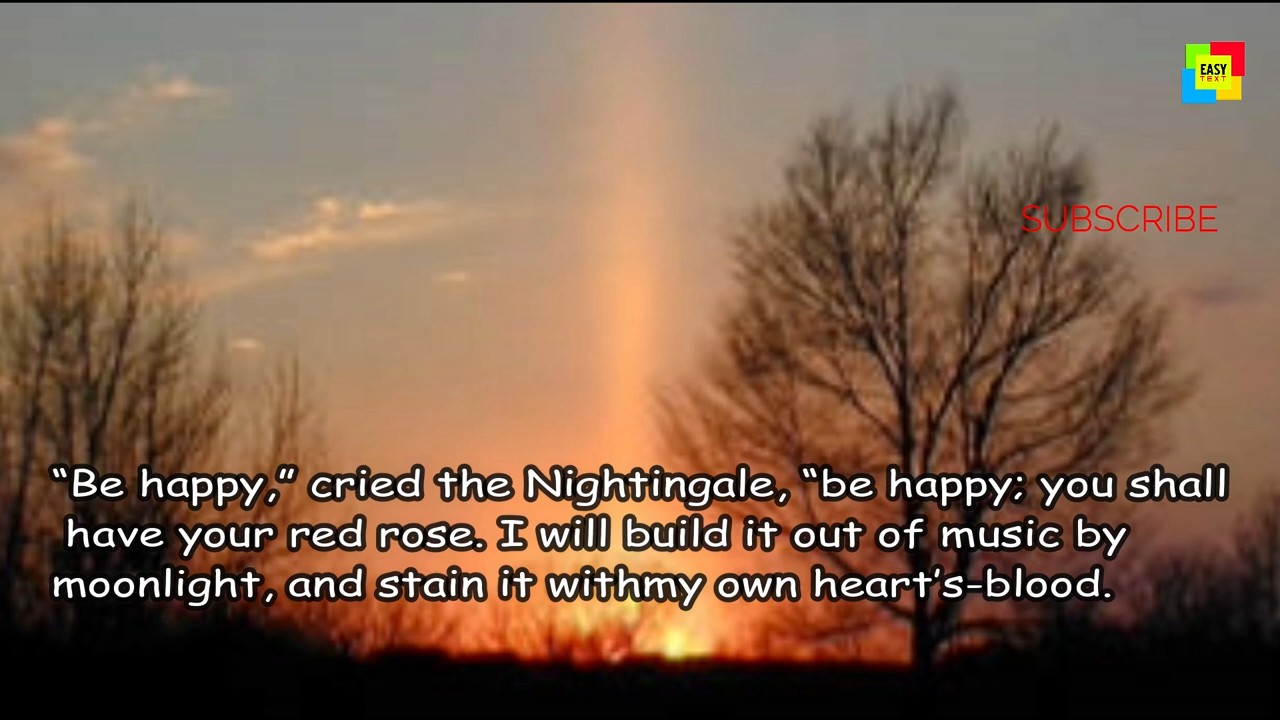 EASY
TEXT
SUBSCRIBE
“Be happy,” cried the Nightingale, “be happy; you shall
have your red rose. I will build it out of music by
moonlight, and stain it withmy own heart’s-blood.